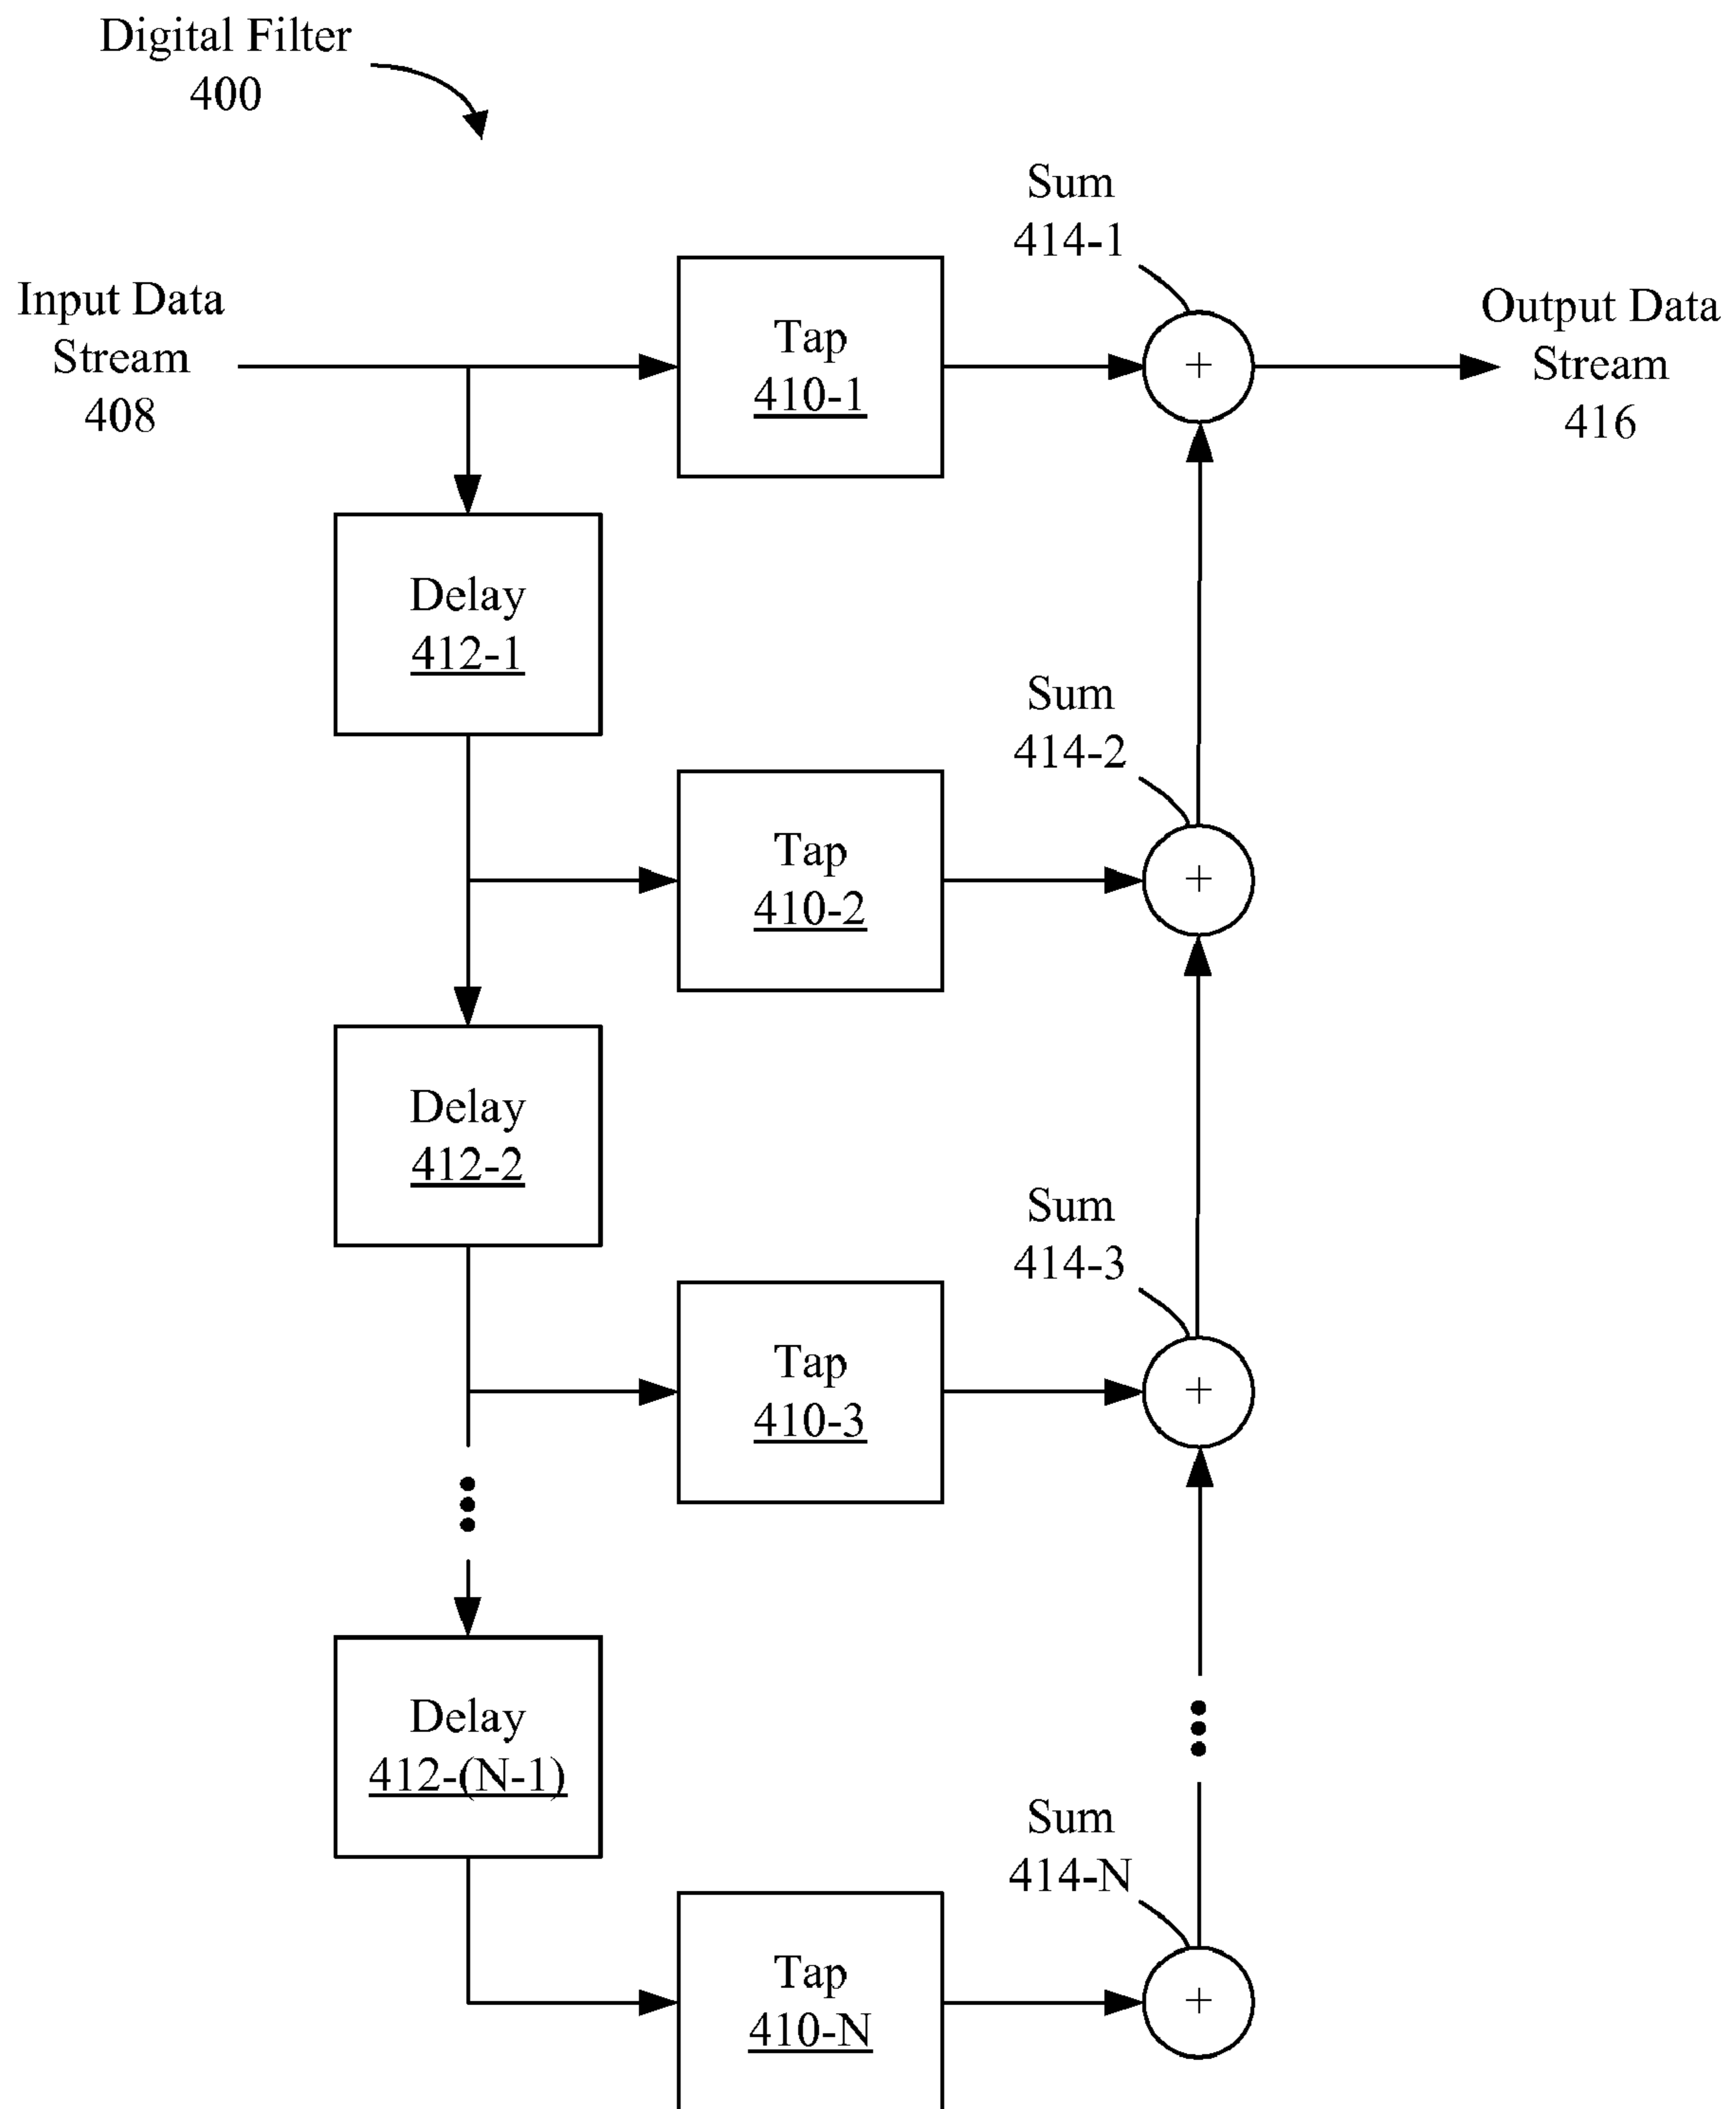 Digital Filter
400
Sum
414-1
Input Data
Stream
408
Tap
410-1
+
Output Data
Stream
416
Delay
412-1
Sum
414-2
Tap
410-2
+
Delay
412-2
Sum
414-3
Tap
410-3
+
Delay
412-(N-1)
Sum
414-N
Tap
410-N
+